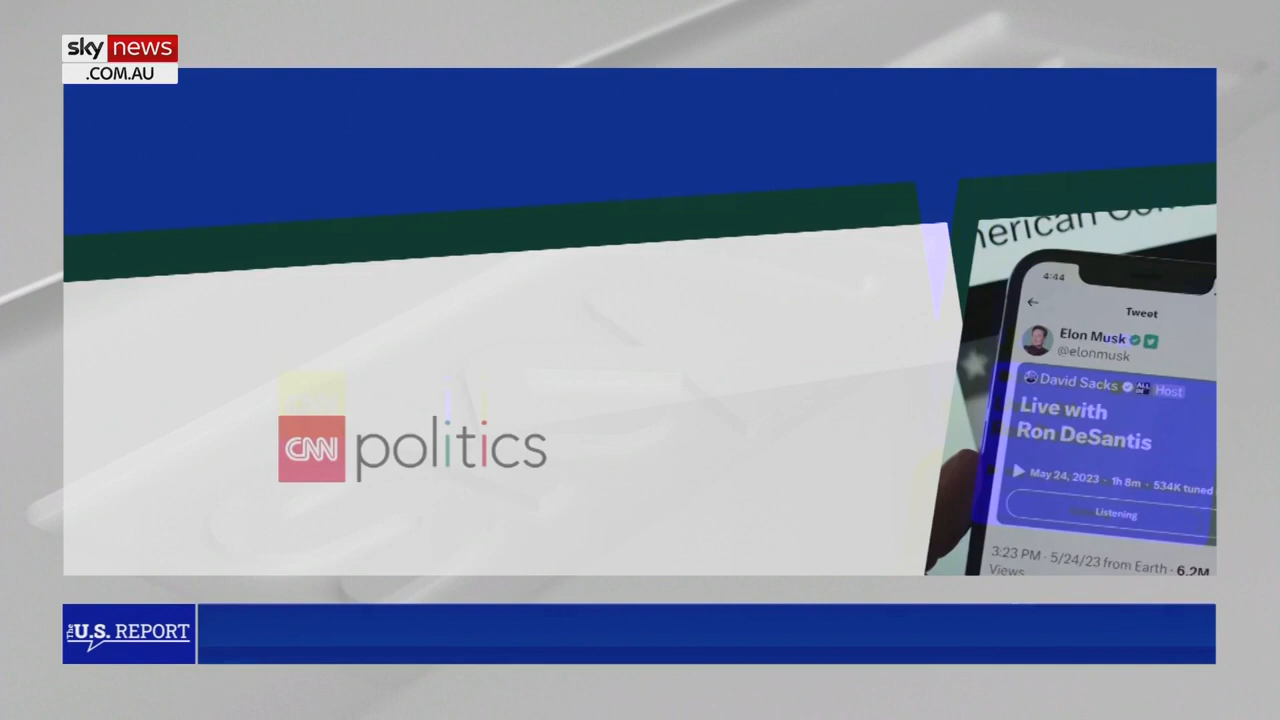 sky news
.COM.AU
merican Con
4:44
Tweet
Elon Musk
@elonmusk
David Sacks Host
Live with
Ron DeSantis
May 24, 2023 · 1h 8m · 534K tuned
Listening
3:23 PM · 5/24/23 from Earth · 6.2M
Views
CNN politics
The U.S. REPORT